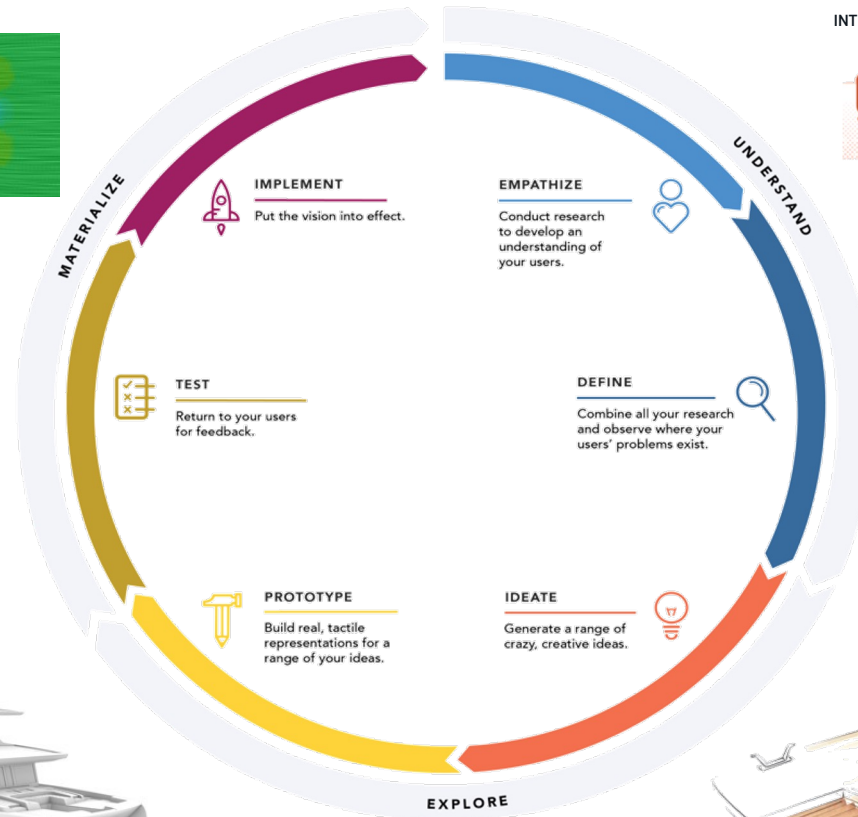 INT
UNDERSTAND
MATERIALIZE
IMPLEMENT
Put the vision into effect.
EMPATHIZE
Conduct research
to develop an
understanding of
your users.
TEST
Return to your users
for feedback.
DEFINE
Combine all your research
and observe where your
users' problems exist.
PROTOTYPE
Build real, tactile
representations for a
range of your ideas.
IDEATE
Generate a range of
crazy, creative ideas.
EXPLORE